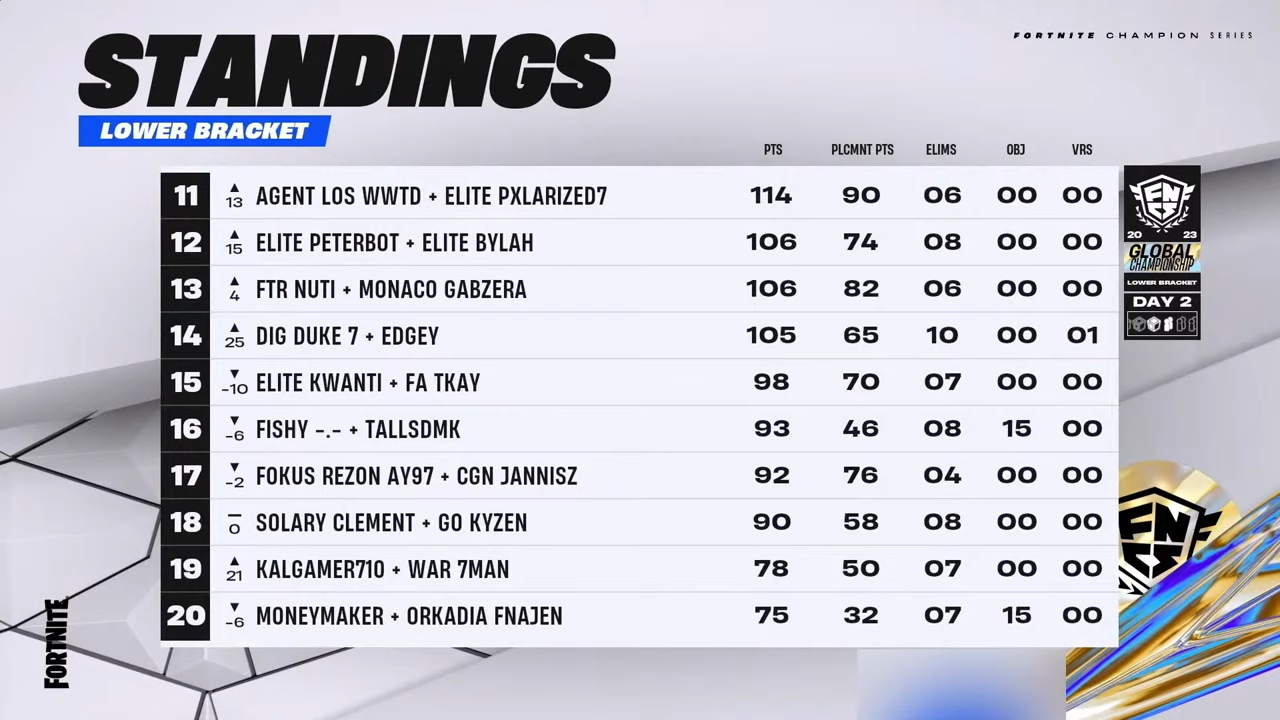 STANDINGS
FORTNITE CHAMPION SERIES
LOWER BRACKET
PTS PLCMNT PTS ELIMS OBJ VRS
11 ▲ 13 AGENT LOS WWTD + ELITE PXLARIZED7 114 90 06 00 00
12 ▲ 15 ELITE PETERBOT + ELITE BYLAH 106 74 08 00 00
13 ▲ 4 FTR NUTI + MONACO GABZERA 106 82 06 00 00
14 ▲ 25 DIG DUKE 7 + EDGEY 105 65 10 00 01
15 ▼ -10 ELITE KWANTI + FA TKAY 98 70 07 00 00
16 ▼ -6 FISHY -.- + TALLSDMK 93 46 08 15 00
17 ▼ -2 FOKUS REZON AY97 + CGN JANNISZ 92 76 04 00 00
18 – 0 SOLARY CLEMENT + GO KYZEN 90 58 08 00 00
19 ▲ 21 KALGAMER710 + WAR 7MAN 78 50 07 00 00
20 ▼ -6 MONEYMAKER + ORKADIA FNAJEN 75 32 07 15 00
FNCS
20 23
GLOBAL
CHAMPIONSHIP
LOWER BRACKET
DAY 2
FNCS
FORTNITE